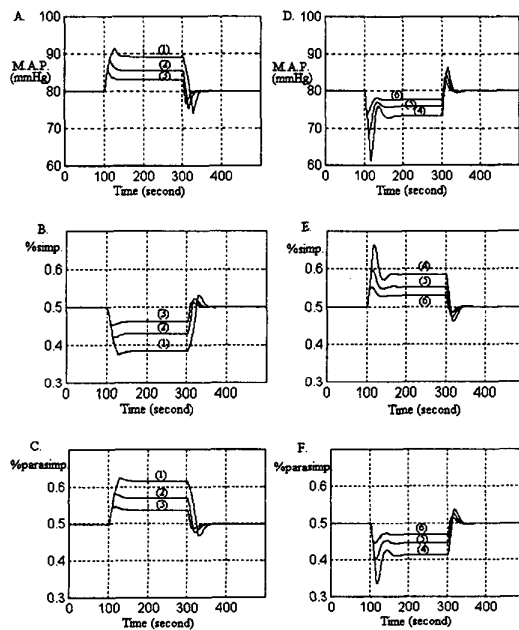 A.
M.A.P.
(mmHg)
100
90
80
70
60
①
②
③
0 100 200 300 400
Time (second)
D.
M.A.P.
(mmHg)
100
90
80
70
60
⑥
⑤
④
0 100 200 300 400
Time (second)
B.
%simp.
0.6
0.5
0.4
0.3
③
②
①
0 100 200 300 400
Time (second)
E.
%simp.
0.6
0.5
0.4
0.3
④
⑤
⑥
0 100 200 300 400
Time (second)
C.
%parasimp.
0.6
0.5
0.4
0.3
①
②
③
0 100 200 300 400
Time (second)
F.
%parasimp.
0.6
0.5
0.4
0.3
⑥
⑤
④
0 100 200 300 400
Time (second)